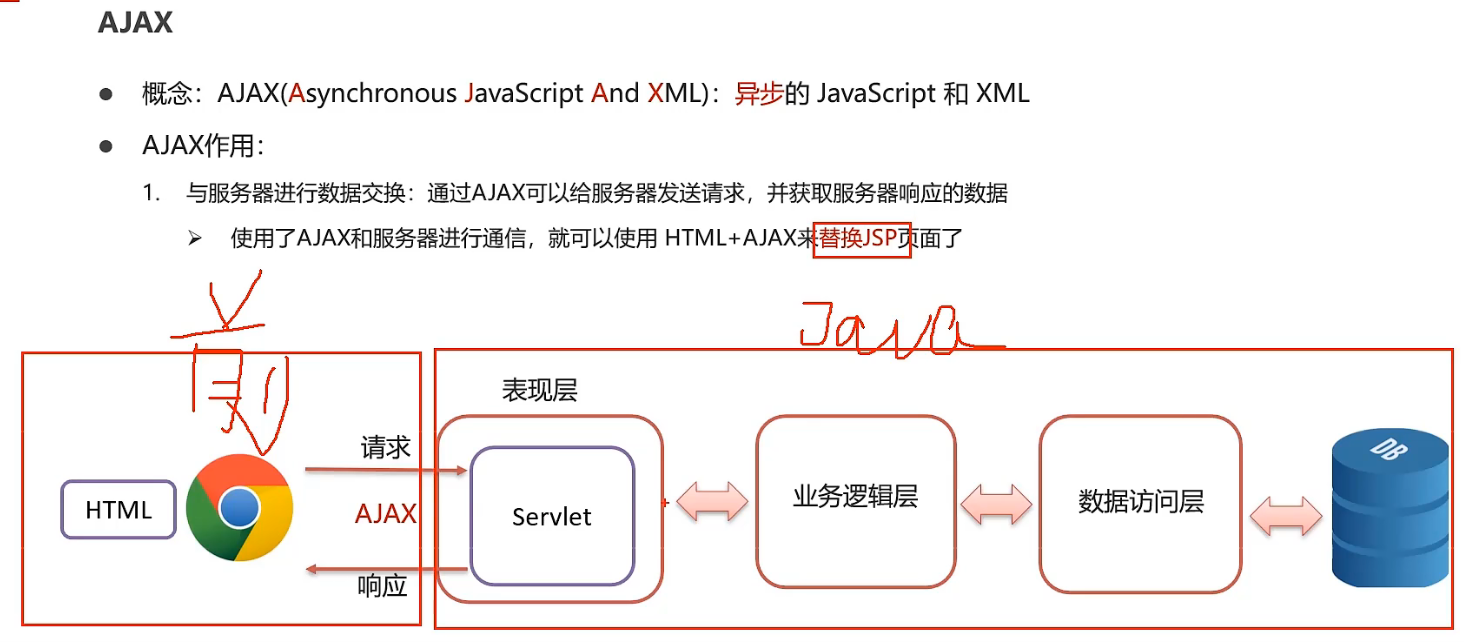 AJAX
● 概念：AJAX(Asynchronous JavaScript And XML)：异步的 JavaScript 和 XML
● AJAX作用：
1. 与服务器进行数据交换：通过AJAX可以给服务器发送请求，并获取服务器响应的数据
➢ 使用了AJAX和服务器进行通信，就可以使用 HTML+AJAX来替换JSP页面了
前
Java
表现层
请求
HTML
AJAX
Servlet
业务逻辑层
数据访问层
DB
响应